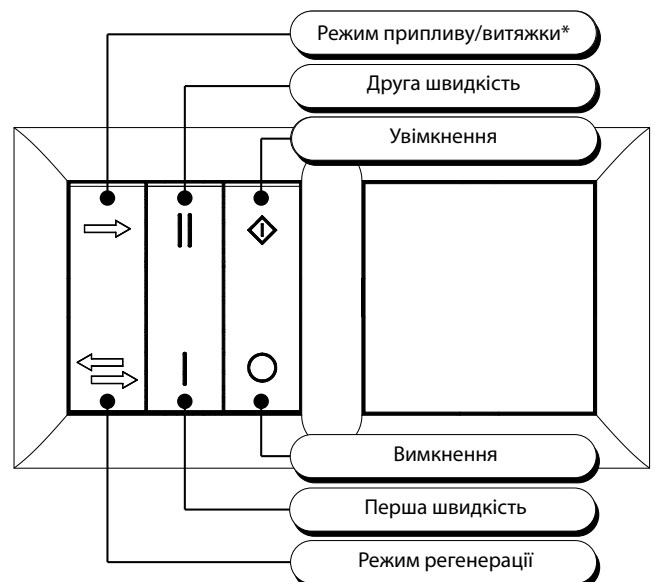 Режим припливу/витяжки*
Друга швидкість
Увімкнення
Вимкнення
Перша швидкість
Режим регенерації